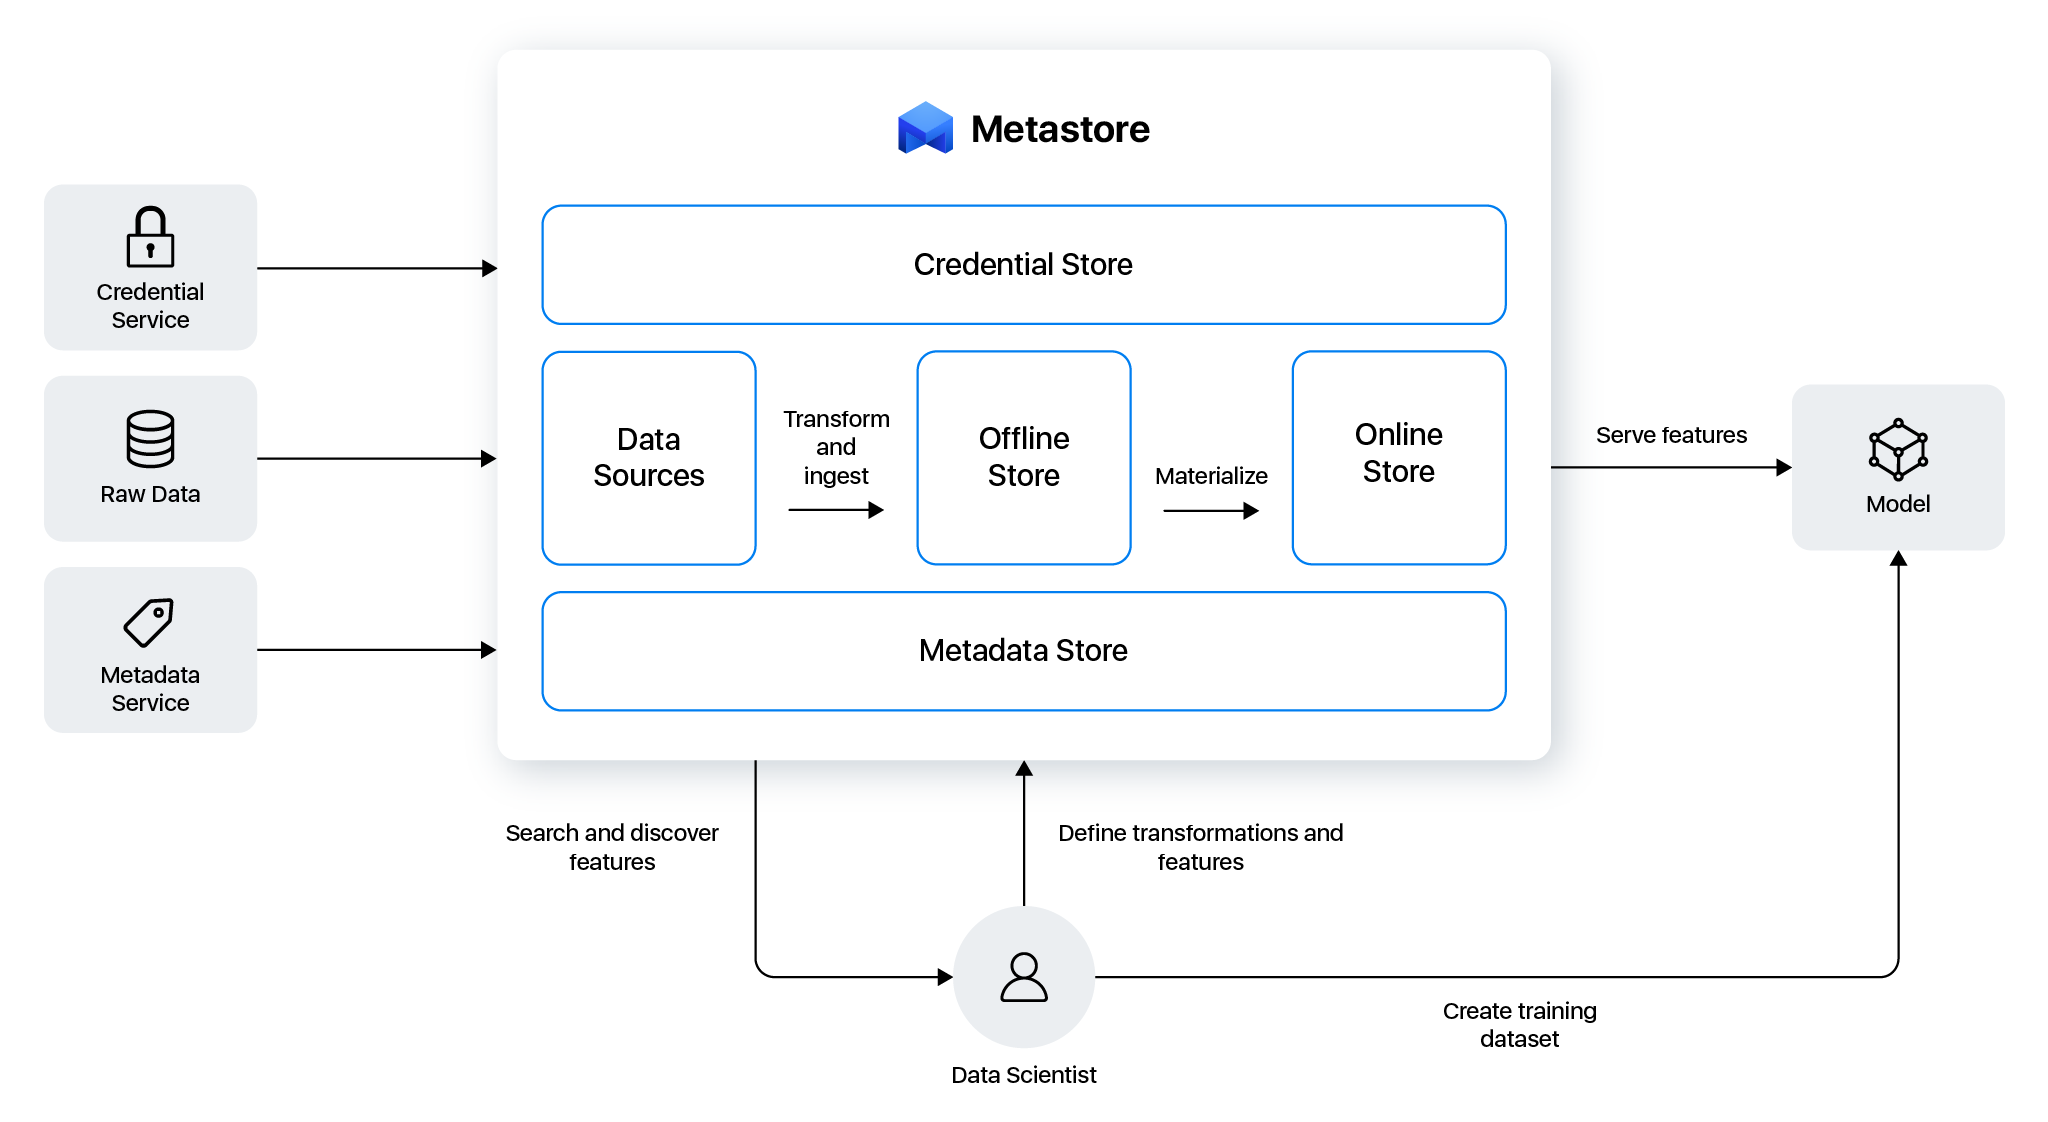 Metastore
Credential
Service
Raw Data
Metadata
Service
Credential Store
Data
Sources
Transform
and
ingest
Offline
Store
Materialize
Online
Store
Metadata Store
Serve features
Model
Search and discover
features
Define transformations and
features
Data Scientist
Create training
dataset